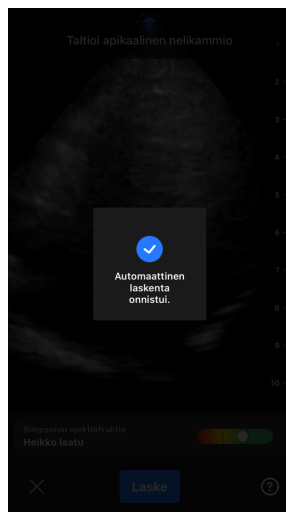 Taltioi apikaalinen nelikammio
2
3
4
5
6
7
8
9
10
Automaattinen
laskenta
onnistui.
Simpsonin ejektiofraktio
Heikko laatu
Laske
?